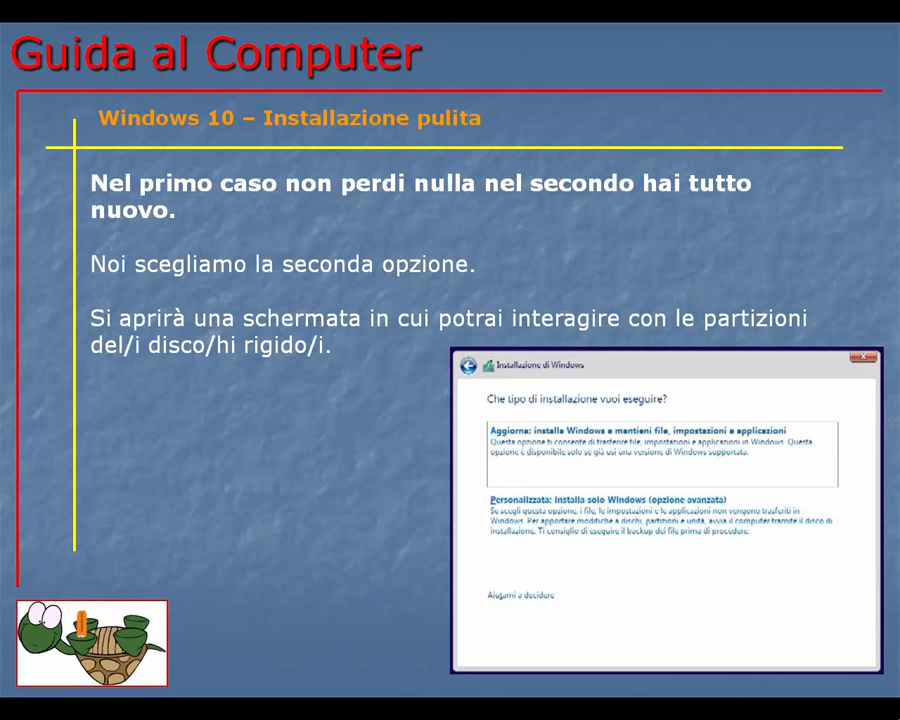 Guida al Computer
Windows 10 – Installazione pulita
Nel primo caso non perdi nulla nel secondo hai tutto
nuovo.
Noi scegliamo la seconda opzione.
Si aprirà una schermata in cui potrai interagire con le partizioni
del/i disco/hi rigido/i.
Installazione di Windows
Che tipo di installazione vuoi eseguire?
Aggiorna: installa Windows e mantieni file, impostazioni e applicazioni
Questa opzione ti consente di trasferire file, impostazioni e applicazioni in Windows. Questa
opzione è disponibile solo se già usi una versione di Windows supportata.
Personalizzata: installa solo Windows (opzione avanzata)
Se scegli questa opzione, i file, le impostazioni e le applicazioni non vengono trasferiti in
Windows. Per apportare modifiche a dischi, partizioni e unità, avvia il computer tramite il disco di
installazione. Ti consiglio di eseguire il backup dei file prima di procedere.
Aiutami a decidere